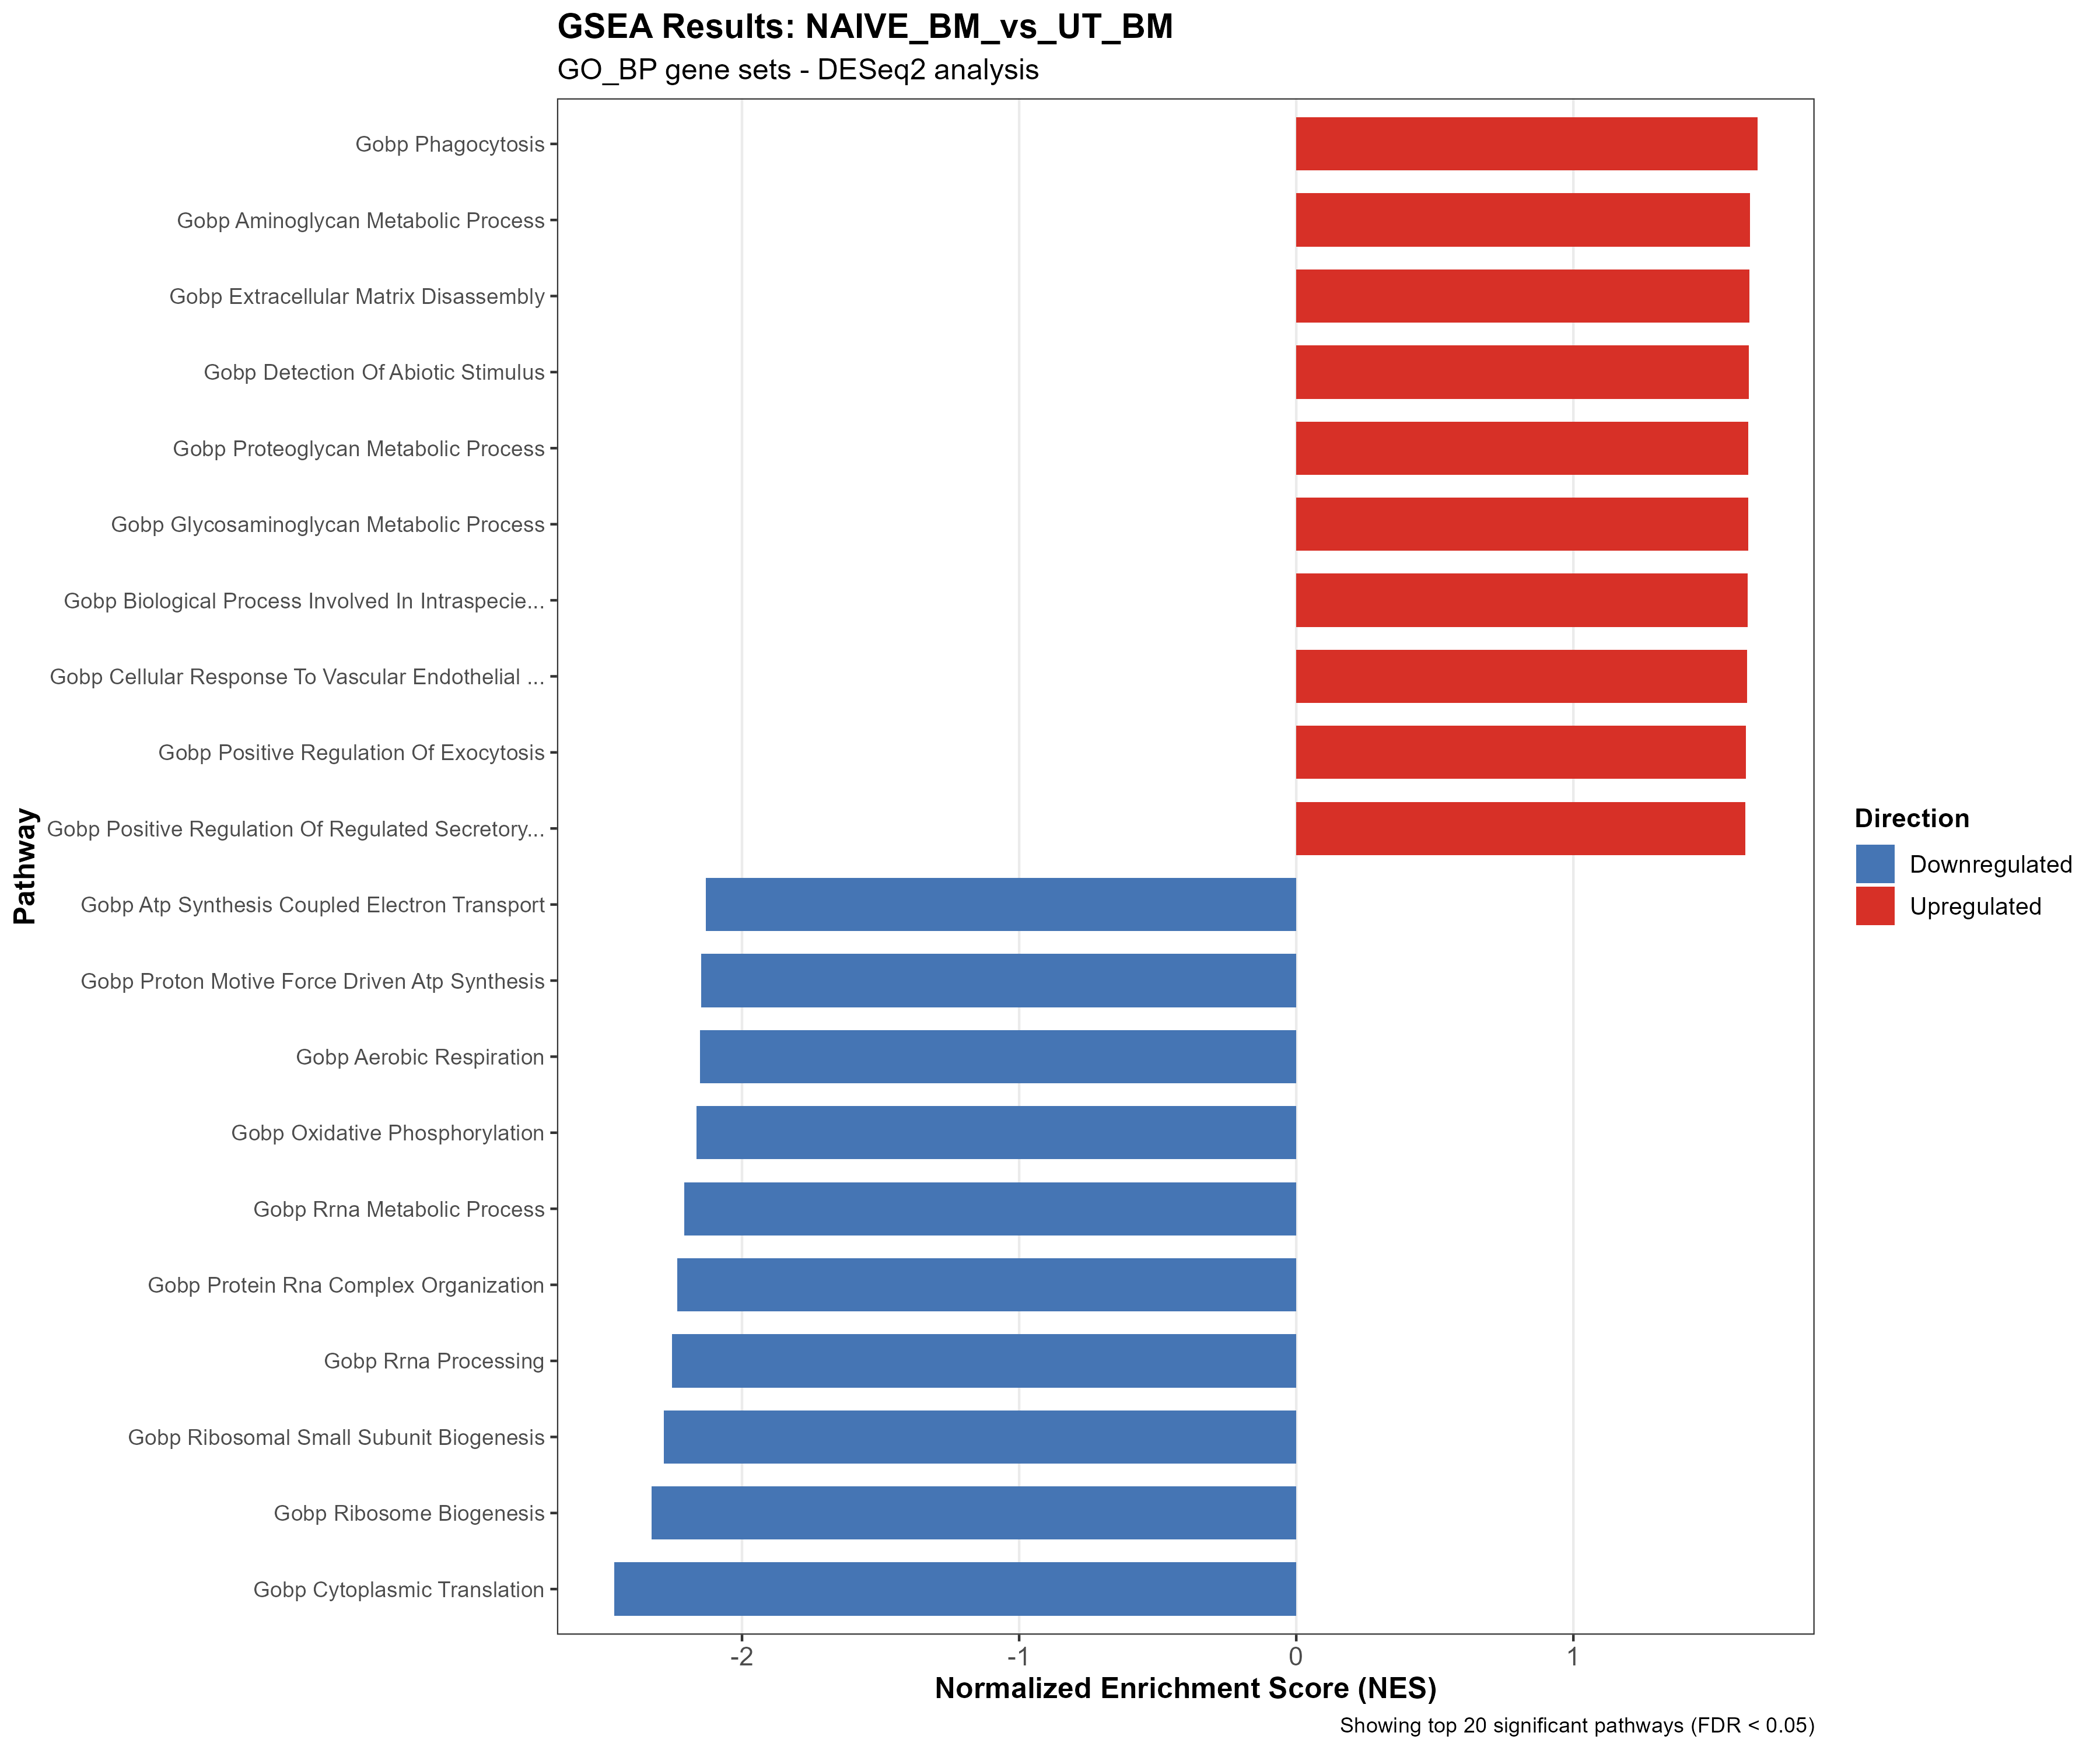 GSEA Results: NAIVE_BM_vs_UT_BM
GO_BP gene sets - DESeq2 analysis
Pathway
Gobp Phagocytosis
Gobp Aminoglycan Metabolic Process
Gobp Extracellular Matrix Disassembly
Gobp Detection Of Abiotic Stimulus
Gobp Proteoglycan Metabolic Process
Gobp Glycosaminoglycan Metabolic Process
Gobp Biological Process Involved In Intraspecie...
Gobp Cellular Response To Vascular Endothelial ...
Gobp Positive Regulation Of Exocytosis
Gobp Positive Regulation Of Regulated Secretory...
Gobp Atp Synthesis Coupled Electron Transport
Gobp Proton Motive Force Driven Atp Synthesis
Gobp Aerobic Respiration
Gobp Oxidative Phosphorylation
Gobp Rrna Metabolic Process
Gobp Protein Rna Complex Organization
Gobp Rrna Processing
Gobp Ribosomal Small Subunit Biogenesis
Gobp Ribosome Biogenesis
Gobp Cytoplasmic Translation
-2 -1 0 1
Normalized Enrichment Score (NES)
Showing top 20 significant pathways (FDR < 0.05)
Direction
Downregulated
Upregulated